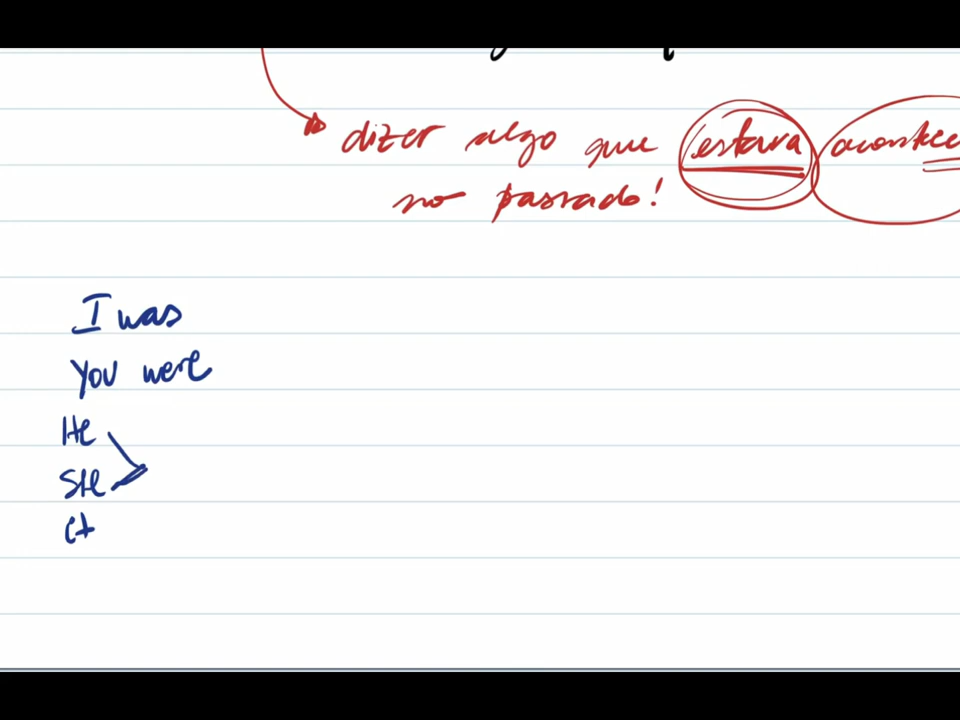 dizer algo que estava acontec
no passado!
I was
You were
He
SHe
it